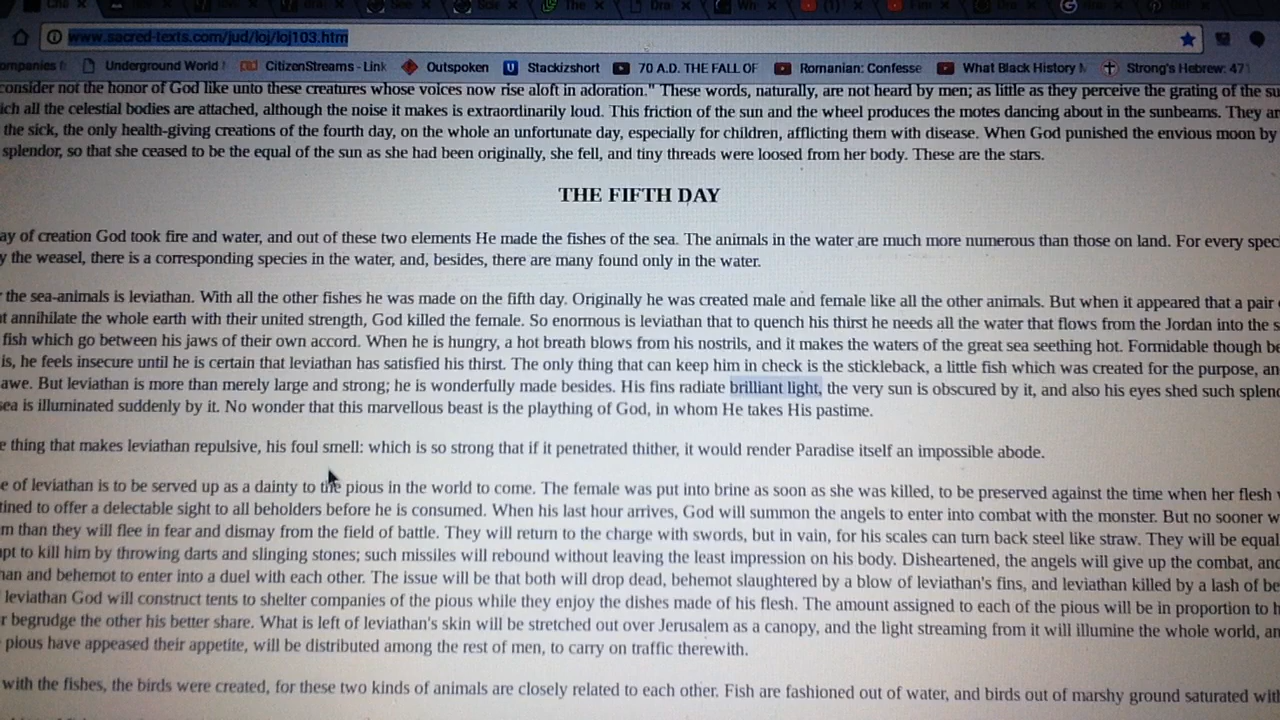 www.sacred-texts.com/jud/loj/loj103.htm
ompanies f Underground World CitizenStreams - Link Outspoken Stackizshort 70 A.D. THE FALL OF Romanian: Confesse What Black History M Strong's Hebrew: 47
consider not the honor of God like unto these creatures whose voices now rise aloft in adoration." These words, naturally, are not heard by men; as little as they perceive the grating of the su
ich all the celestial bodies are attached, although the noise it makes is extraordinarily loud. This friction of the sun and the wheel produces the motes dancing about in the sunbeams. They ar
the sick, the only health-giving creations of the fourth day, on the whole an unfortunate day, especially for children, afflicting them with disease. When God punished the envious moon by
splendor, so that she ceased to be the equal of the sun as she had been originally, she fell, and tiny threads were loosed from her body. These are the stars.
THE FIFTH DAY
ay of creation God took fire and water, and out of these two elements He made the fishes of the sea. The animals in the water are much more numerous than those on land. For every spec
y the weasel, there is a corresponding species in the water, and, besides, there are many found only in the water.
r the sea-animals is leviathan. With all the other fishes he was made on the fifth day. Originally he was created male and female like all the other animals. But when it appeared that a pair
t annihilate the whole earth with their united strength, God killed the female. So enormous is leviathan that to quench his thirst he needs all the water that flows from the Jordan into the s
fish which go between his jaws of their own accord. When he is hungry, a hot breath blows from his nostrils, and it makes the waters of the great sea seething hot. Formidable though be
is, he feels insecure until he is certain that leviathan has satisfied his thirst. The only thing that can keep him in check is the stickleback, a little fish which was created for the purpose, an
awe. But leviathan is more than merely large and strong; he is wonderfully made besides. His fins radiate brilliant light, the very sun is obscured by it, and also his eyes shed such splend
sea is illuminated suddenly by it. No wonder that this marvellous beast is the plaything of God, in whom He takes His pastime.
e thing that makes leviathan repulsive, his foul smell: which is so strong that if it penetrated thither, it would render Paradise itself an impossible abode.
e of leviathan is to be served up as a dainty to the pious in the world to come. The female was put into brine as soon as she was killed, to be preserved against the time when her flesh
tined to offer a delectable sight to all beholders before he is consumed. When his last hour arrives, God will summon the angels to enter into combat with the monster. But no sooner w
m than they will flee in fear and dismay from the field of battle. They will return to the charge with swords, but in vain, for his scales can turn back steel like straw. They will be equal
pt to kill him by throwing darts and slinging stones; such missiles will rebound without leaving the least impression on his body. Disheartened, the angels will give up the combat, and
han and behemot to enter into a duel with each other. The issue will be that both will drop dead, behemot slaughtered by a blow of leviathan's fins, and leviathan killed by a lash of be
leviathan God will construct tents to shelter companies of the pious while they enjoy the dishes made of his flesh. The amount assigned to each of the pious will be in proportion to h
r begrudge the other his better share. What is left of leviathan's skin will be stretched out over Jerusalem as a canopy, and the light streaming from it will illumine the whole world, an
pious have appeased their appetite, will be distributed among the rest of men, to carry on traffic therewith.
with the fishes, the birds were created, for these two kinds of animals are closely related to each other. Fish are fashioned out of water, and birds out of marshy ground saturated with